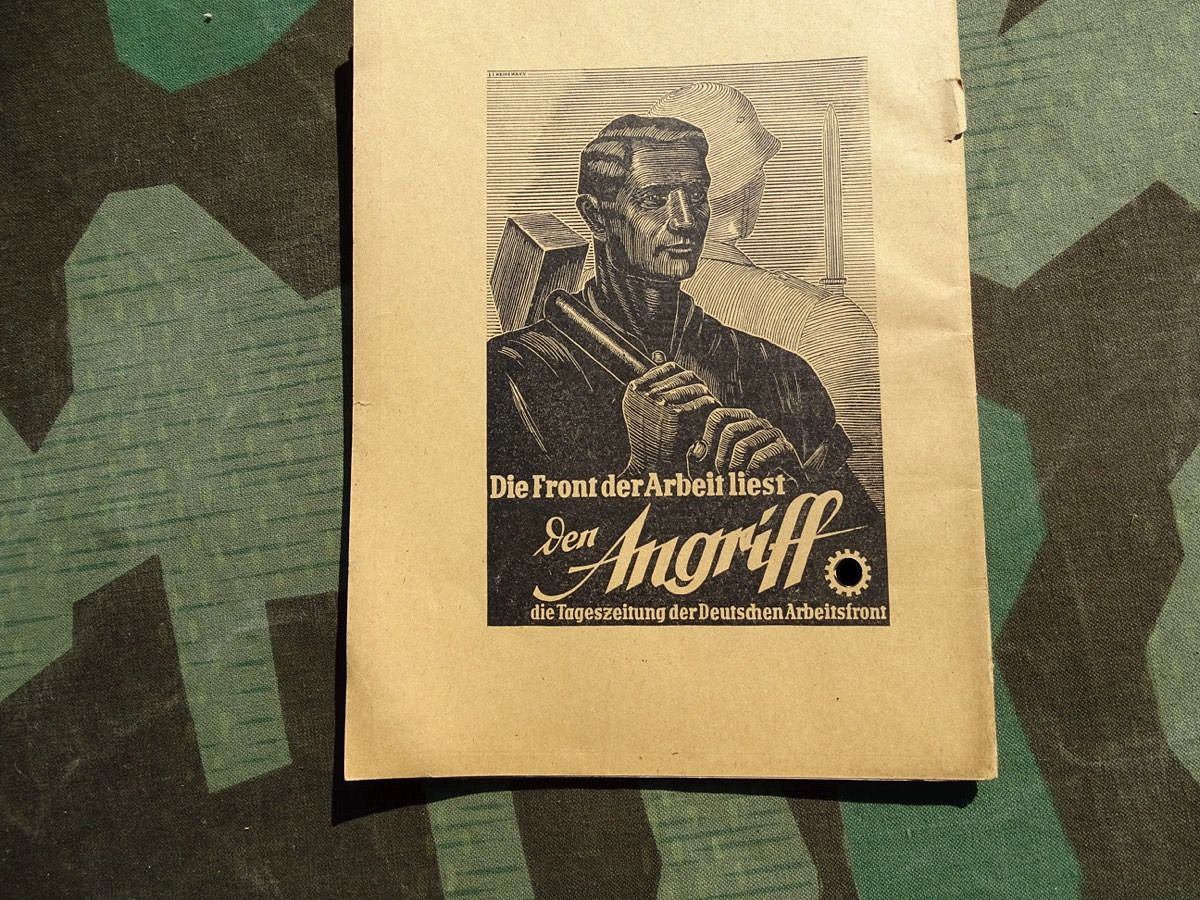 Die Front der Arbeit liest
den Angriff
die Tageszeitung der Deutschen Arbeitsfront